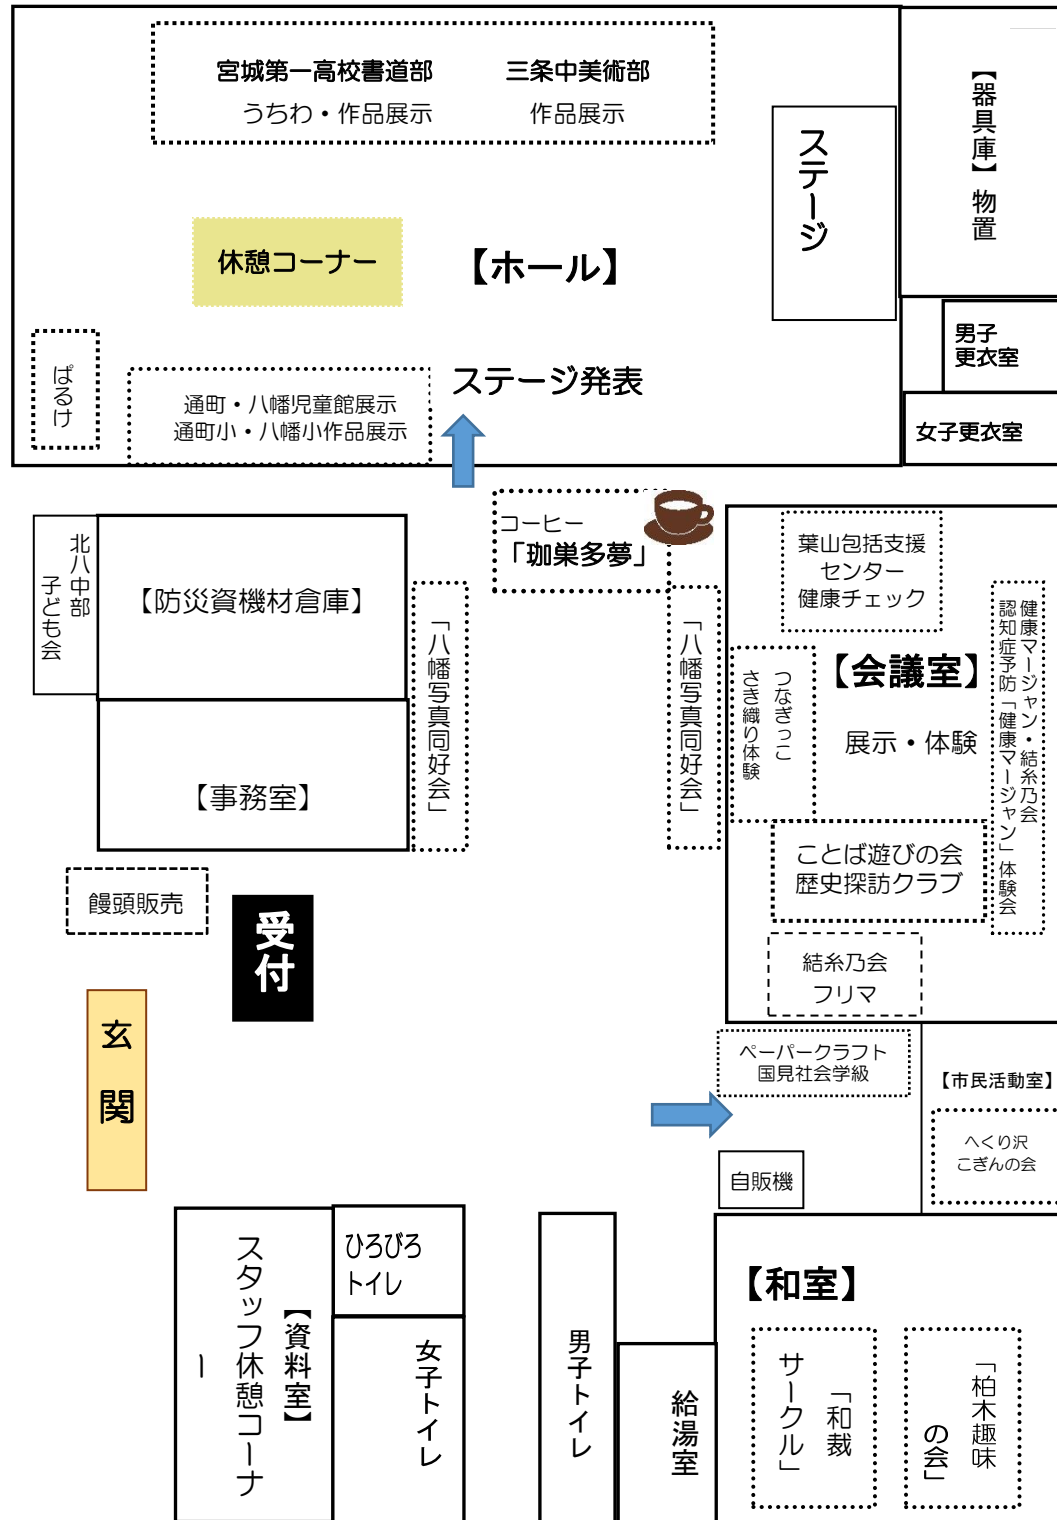 宮城第一高校書道部
うちわ・作品展示
三条中美術部
作品展示
ステージ
【器具庫】物置
休憩コーナー
【ホール】
男子
更衣室
女子更衣室
ぱるけ
通町・八幡児童館展示
通町小・八幡小作品展示
ステージ発表
コーヒー
「珈巣多夢」
北八中部
子ども会
【防災資機材倉庫】
「八幡写真同好会」
「八幡写真同好会」
葉山包括支援
センター
健康チェック
【会議室】
展示・体験
つなぎっこ
さき織り体験
健康マージャン・結糸乃会
認知症予防「健康マージャン」体験会
【事務室】
ことば遊びの会
歴史探訪クラブ
饅頭販売
受付
結糸乃会
フリマ
玄関
ペーパークラフト
国見社会学級
【市民活動室】
へくり沢
こぎんの会
自販機
【資料室】
スタッフ休憩コーナ
ー
ひろびろ
トイレ
女子トイレ
男子トイレ
給湯室
【和室】
「和裁
サークル」
「柏木趣味
の会」